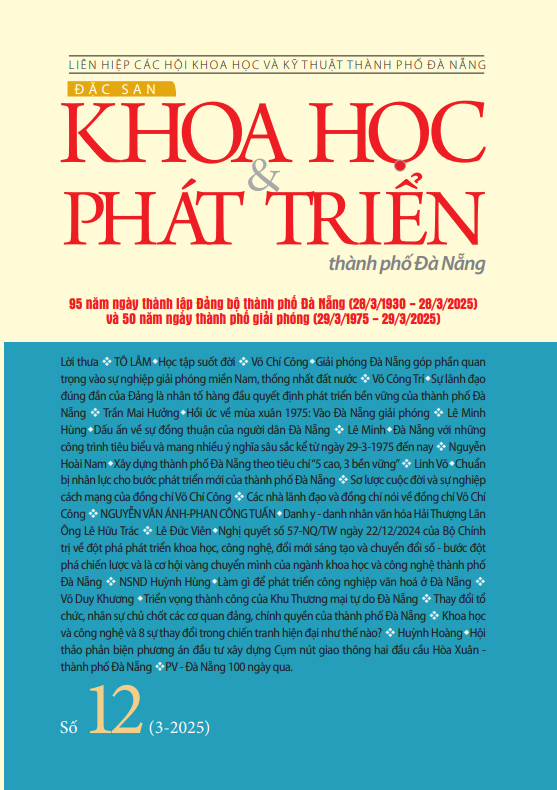 LIÊN HIỆP CÁC HỘI KHOA HỌC VÀ KỸ THUẬT THÀNH PHỐ ĐÀ NẴNG
ĐẶC SAN
KHOA HỌC
&
PHÁT TRIỂN
thành phố Đà Nẵng
95 năm ngày thành lập Đảng bộ thành phố Đà Nẵng (28/3/1930 – 28/3/2025)
và 50 năm ngày thành phố giải phóng (29/3/1975 – 29/3/2025)
Lời thưa ❖ TÔ LÂM◆Học tập suốt đời ❖ Võ Chí Công◆Giải phóng Đà Nẵng góp phần quan
trọng vào sự nghiệp giải phóng miền Nam, thống nhất đất nước ❖ Võ Công Trí◆Sự lãnh đạo
đúng đắn của Đảng là nhân tố hàng đầu quyết định phát triển bền vững của thành phố Đà
Nẵng ❖ Trần Mai Hưởng◆Hồi ức về mùa xuân 1975: Vào Đà Nẵng giải phóng ❖ Lê Minh
Hùng◆Dấu ấn về sự đồng thuận của người dân Đà Nẵng ❖ Lê Minh◆Đà Nẵng với những
công trình tiêu biểu và mang nhiều ý nghĩa sâu sắc kể từ ngày 29-3-1975 đến nay ❖ Nguyễn
Hoài Nam◆Xây dựng thành phố Đà Nẵng theo tiêu chí "5 cao, 3 bền vững" ❖ Linh Võ◆Chuẩn
bị nhân lực cho bước phát triển mới của thành phố Đà Nẵng ❖ Sơ lược cuộc đời và sự nghiệp
cách mạng của đồng chí Võ Chí Công ❖ Các nhà lãnh đạo và đồng chí nói về đồng chí Võ Chí
Công ❖ NGUYỄN VĂN ÁNH-PHAN CÔNG TUẤN◆Danh y - danh nhân văn hóa Hải Thượng Lãn
Ông Lê Hữu Trác ❖ Lê Đức Viên◆Nghị quyết số 57-NQ/TW ngày 22/12/2024 của Bộ Chính
trị về đột phá phát triển khoa học, công nghệ, đổi mới sáng tạo và chuyển đổi số - bước đột
phá chiến lược và là cơ hội vàng chuyển mình của ngành khoa học và công nghệ thành phố
Đà Nẵng ❖ NSND Huỳnh Hùng◆Làm gì để phát triển công nghiệp văn hoá ở Đà Nẵng ❖
Võ Duy Khương◆Triển vọng thành công của Khu Thương mại tự do Đà Nẵng ❖ Thay đổi tổ
chức, nhân sự chủ chốt các cơ quan đảng, chính quyền của thành phố Đà Nẵng ❖ Khoa học
và công nghệ và 8 sự thay đổi trong chiến tranh hiện đại như thế nào? ❖ Huỳnh Hoàng◆Hội
thảo phản biện phương án đầu tư xây dựng Cụm nút giao thông hai đầu cầu Hòa Xuân -
thành phố Đà Nẵng ❖PV - Đà Nẵng 100 ngày qua.
Số 12 (3-2025)